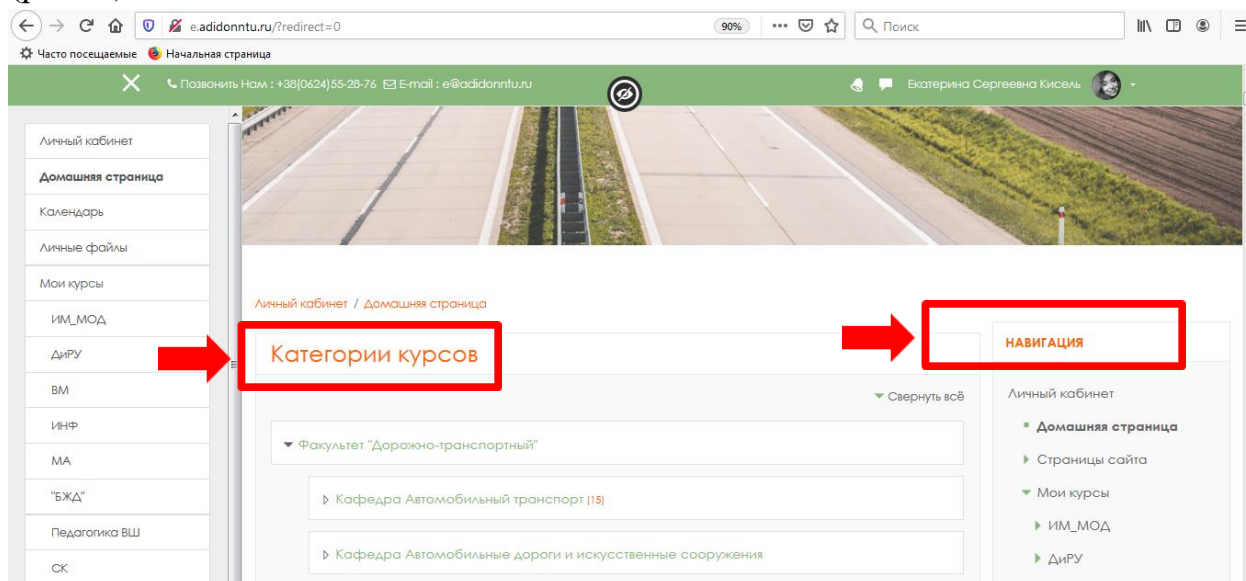 e.adidonntu.ru/?redirect=0
90%
Поиск
Часто посещаемые
Начальная страница
Позвонить Нам : +38(0624)55-28-76 E-mail : e@adidonntu.ru
Екатерина Сергеевна Кисель
Личный кабинет
Домашняя страница
Календарь
Личные файлы
Мои курсы
ИМ_МОД
ДиРУ
ВМ
ИНФ
МА
"БЖД"
Педагогика ВШ
СК
Личный кабинет / Домашняя страница
Категории курсов
Свернуть всё
Факультет "Дорожно-транспортный"
Кафедра Автомобильный транспорт (15)
Кафедра Автомобильные дороги и искусственные сооружения
НАВИГАЦИЯ
Личный кабинет
Домашняя страница
Страницы сайта
Мои курсы
ИМ_МОД
ДиРУ